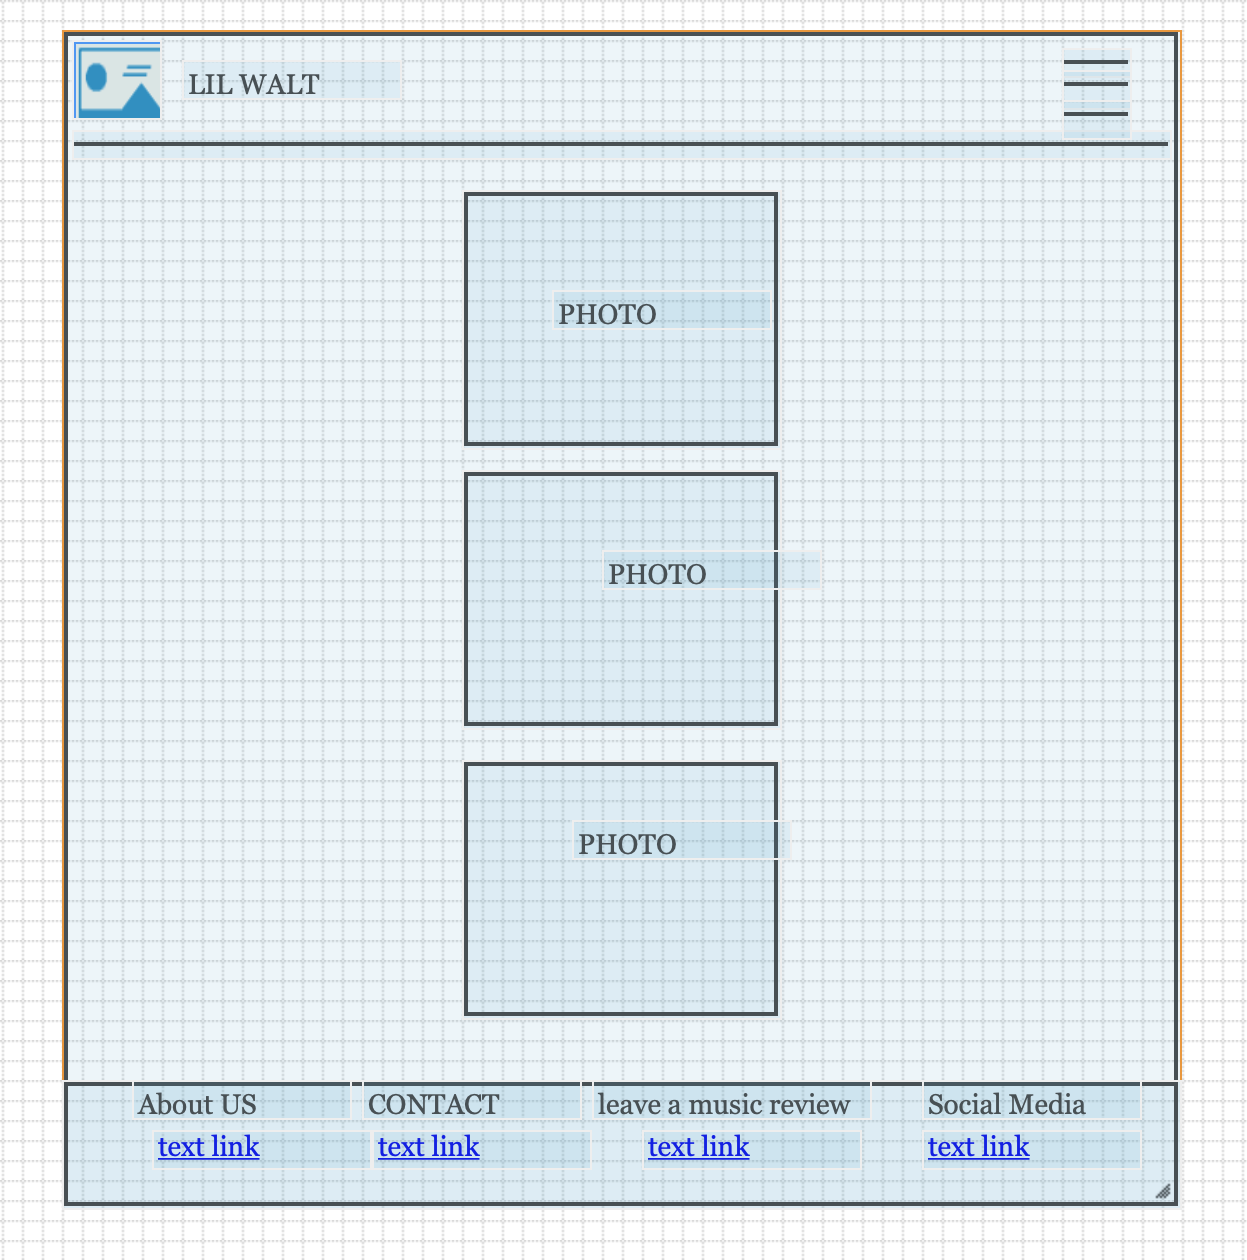 LIL WALT
PHOTO
PHOTO
PHOTO
About US CONTACT leave a music review Social Media
text link text link text link text link